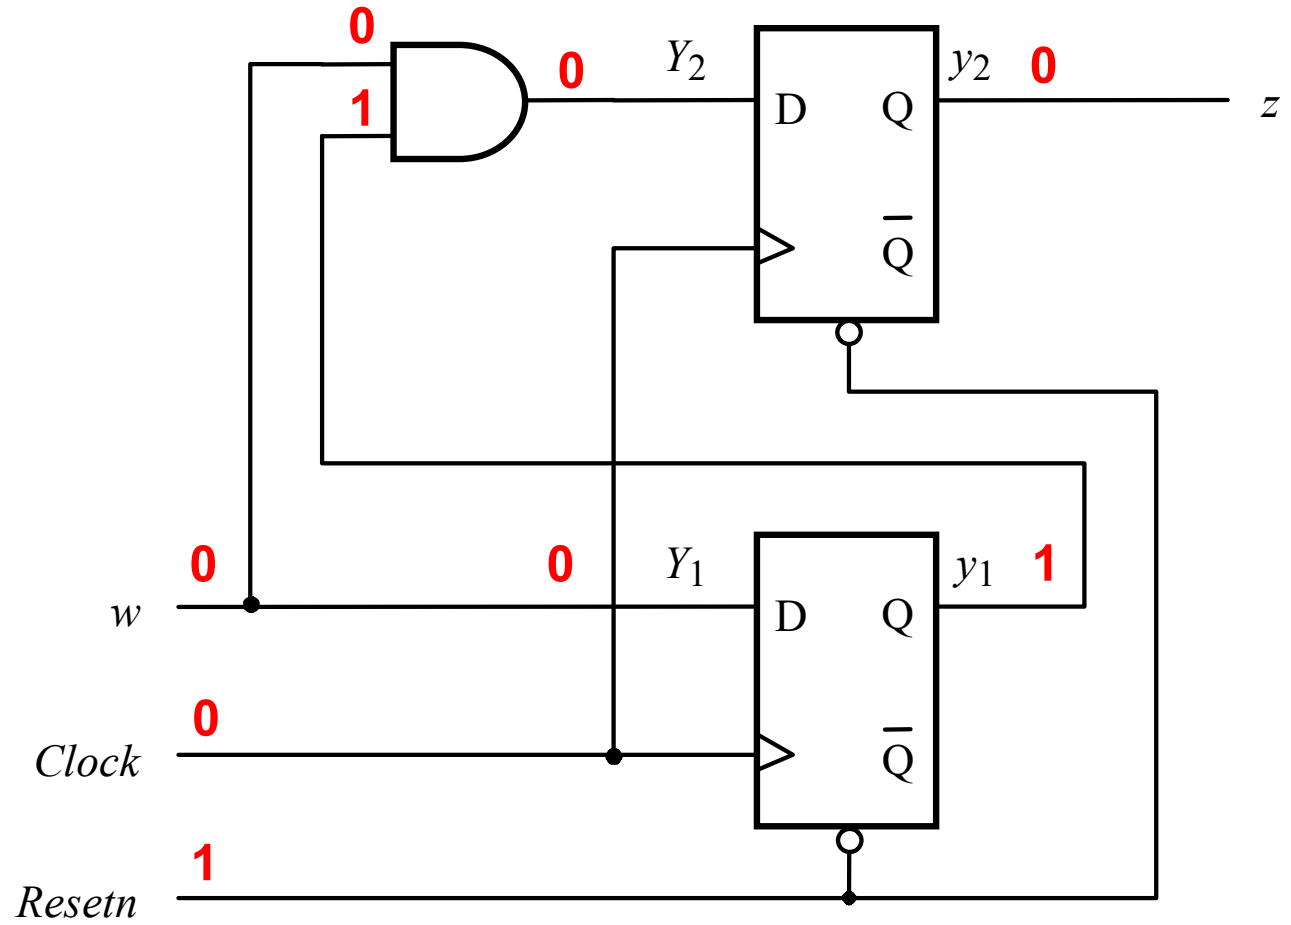 0
0 Y₂ y₂ 0
1 D Q z
Q̅
0 0 Y₁ y₁ 1
w D Q
0
Clock Q̅
1
Resetn